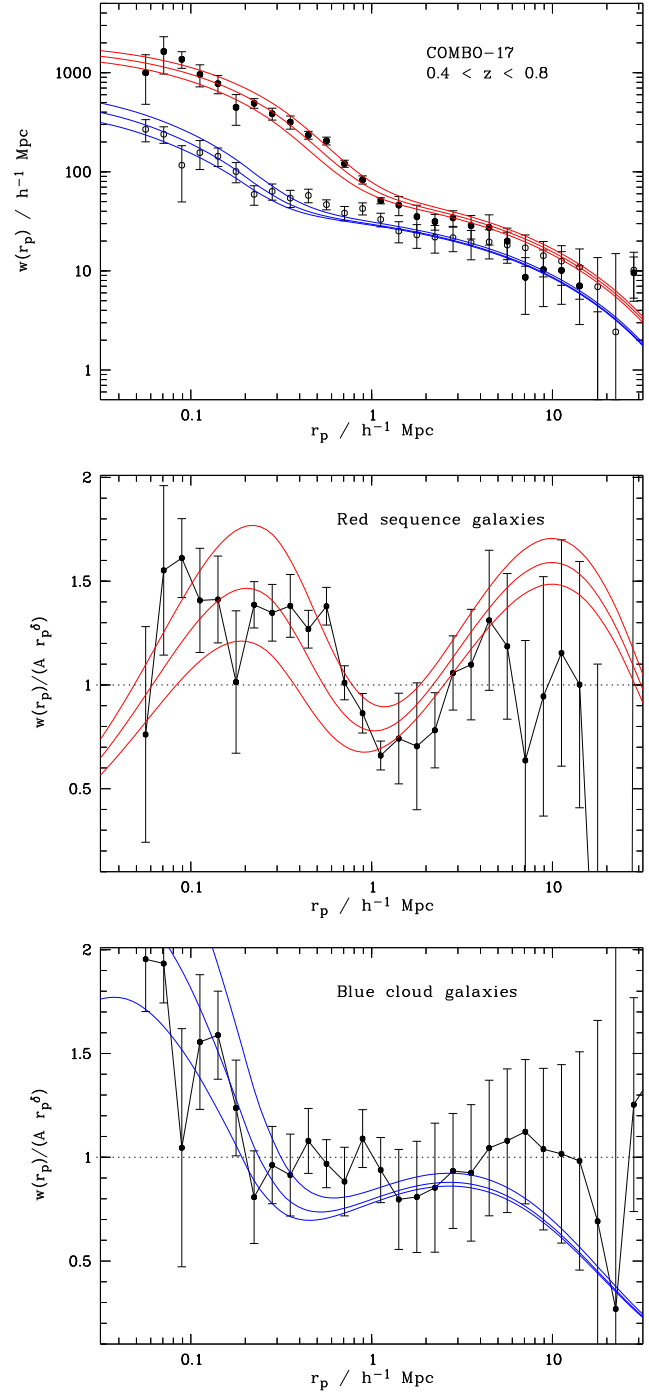 COMBO-17
0.4 < z < 0.8
1000
100
10
1
w(r_p) / h^{-1} Mpc
0.1
1
10
r_p / h^{-1} Mpc
Red sequence galaxies
2
1.5
1
0.5
w(r_p)/(A r_p^δ)
0.1
1
10
r_p / h^{-1} Mpc
Blue cloud galaxies
2
1.5
1
0.5
w(r_p)/(A r_p^δ)
0.1
1
10
r_p / h^{-1} Mpc